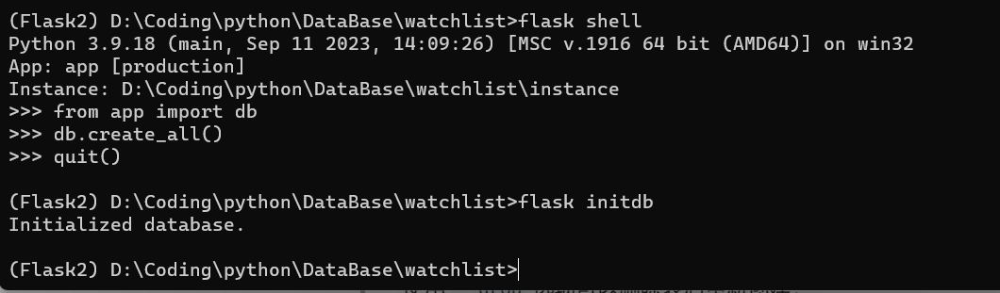 (Flask2) D:\Coding\python\DataBase\watchlist>flask shell
Python 3.9.18 (main, Sep 11 2023, 14:09:26) [MSC v.1916 64 bit (AMD64)] on win32
App: app [production]
Instance: D:\Coding\python\DataBase\watchlist\instance
>>> from app import db
>>> db.create_all()
>>> quit()
(Flask2) D:\Coding\python\DataBase\watchlist>flask initdb
Initialized database.
(Flask2) D:\Coding\python\DataBase\watchlist>